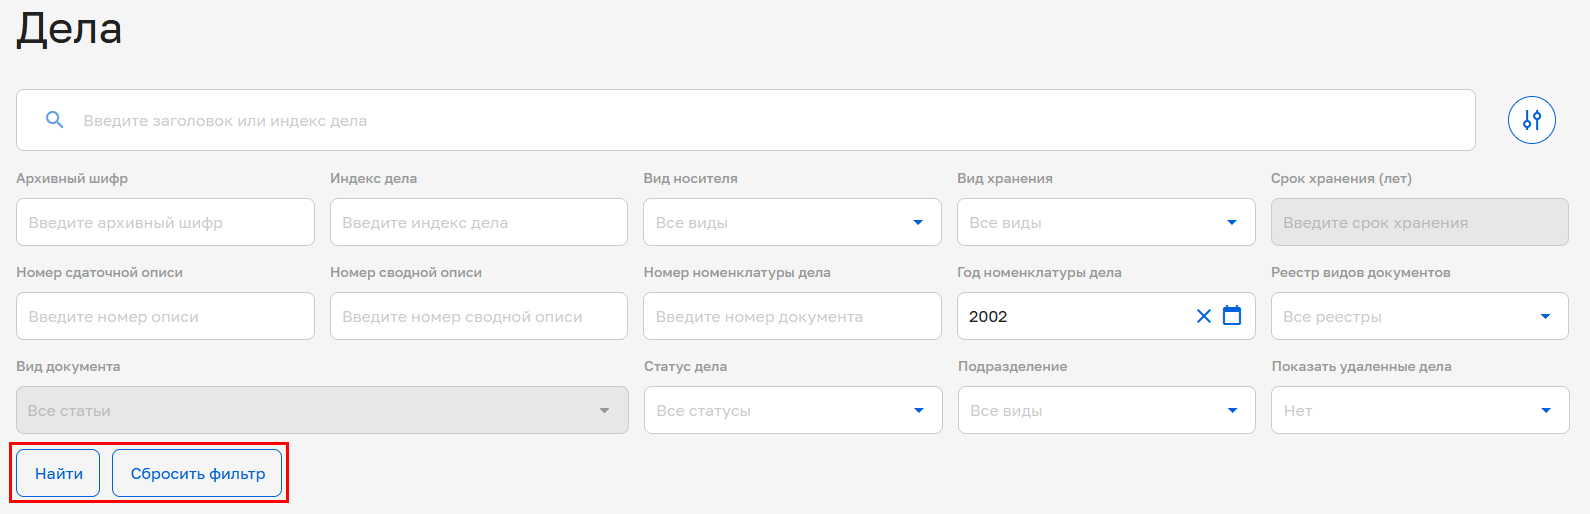 Дела
Введите заголовок или индекс дела
Архивный шифр Индекс дела Вид носителя Вид хранения Срок хранения (лет)
Введите архивный шифр Введите индекс дела Все виды Все виды Введите срок хранения
Номер сдаточной описи Номер сводной описи Номер номенклатуры дела Год номенклатуры дела Реестр видов документов
Введите номер описи Введите номер сводной описи Введите номер документа 2002 Все реестры
Вид документа Статус дела Подразделение Показать удаленные дела
Все статьи Все статусы Все виды Нет
Найти Сбросить фильтр